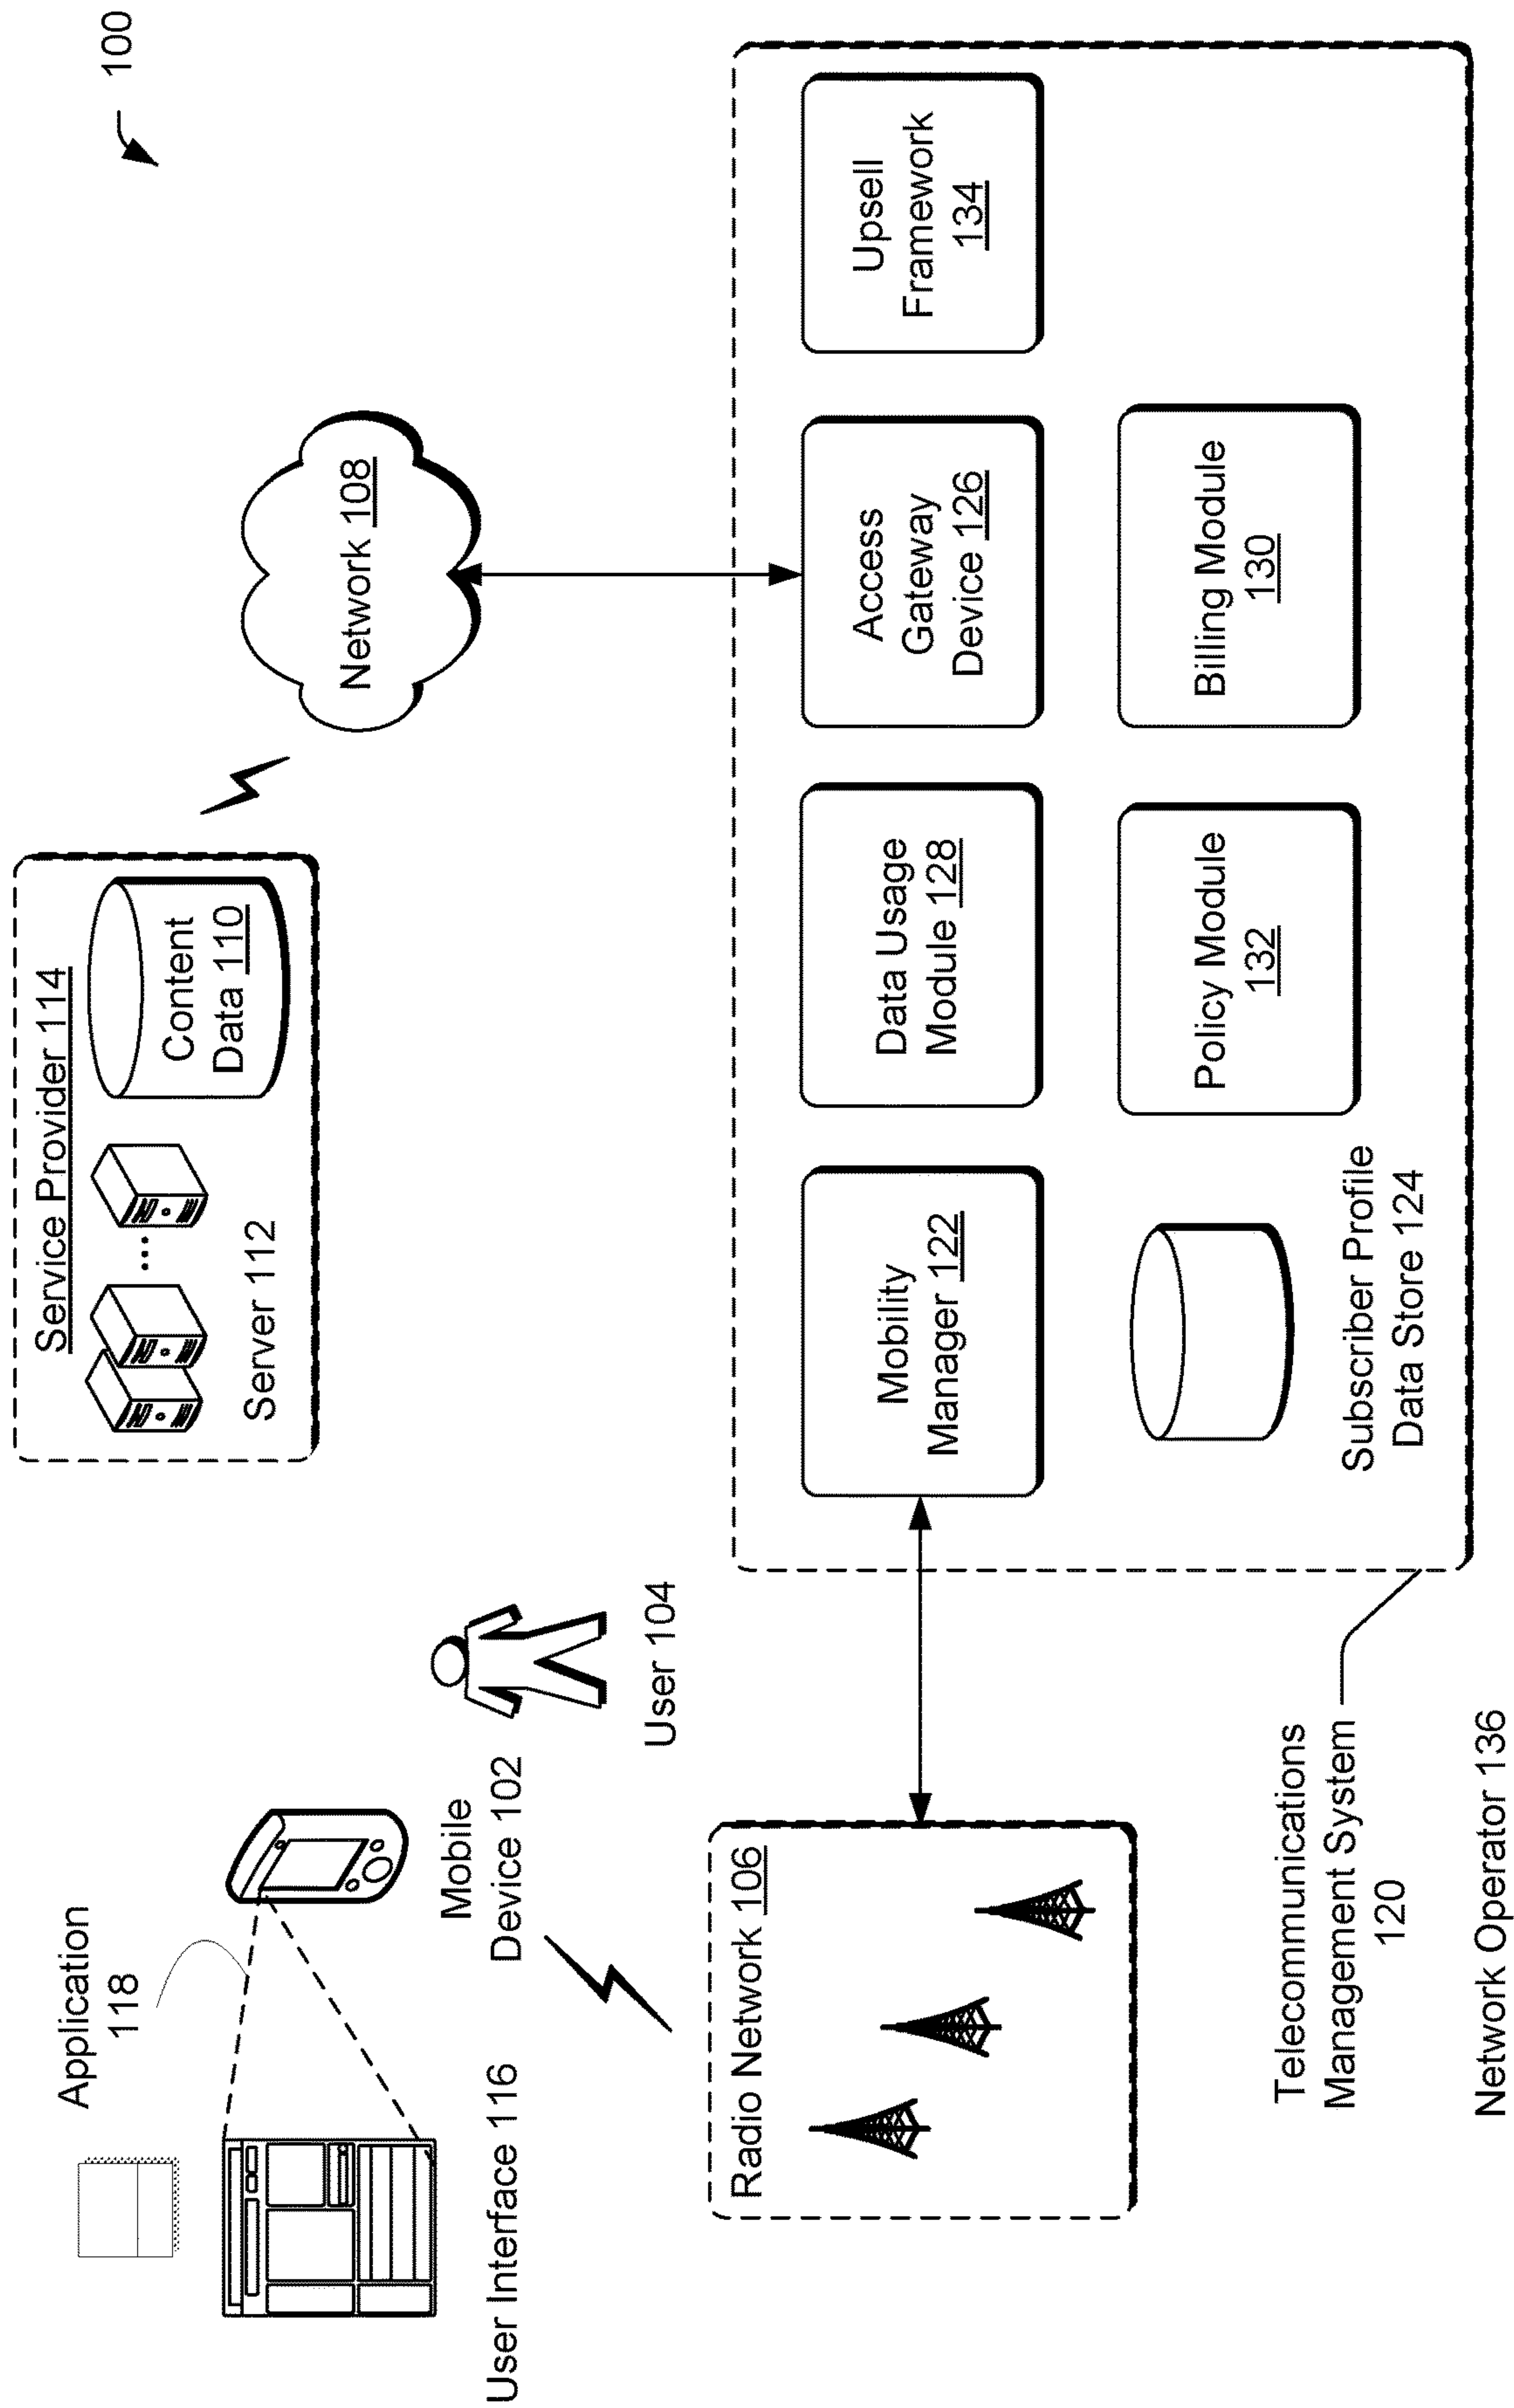 100
Application
118
User Interface 116
Mobile
Device 102
User 104
Service Provider 114
Server 112
Content
Data 110
Network 108
Radio Network 106
Mobility
Manager 122
Data Usage
Module 128
Access
Gateway
Device 126
Upsell
Framework
134
Subscriber Profile
Data Store 124
Policy Module
132
Billing Module
130
Telecommunications
Management System
120
Network Operator 136